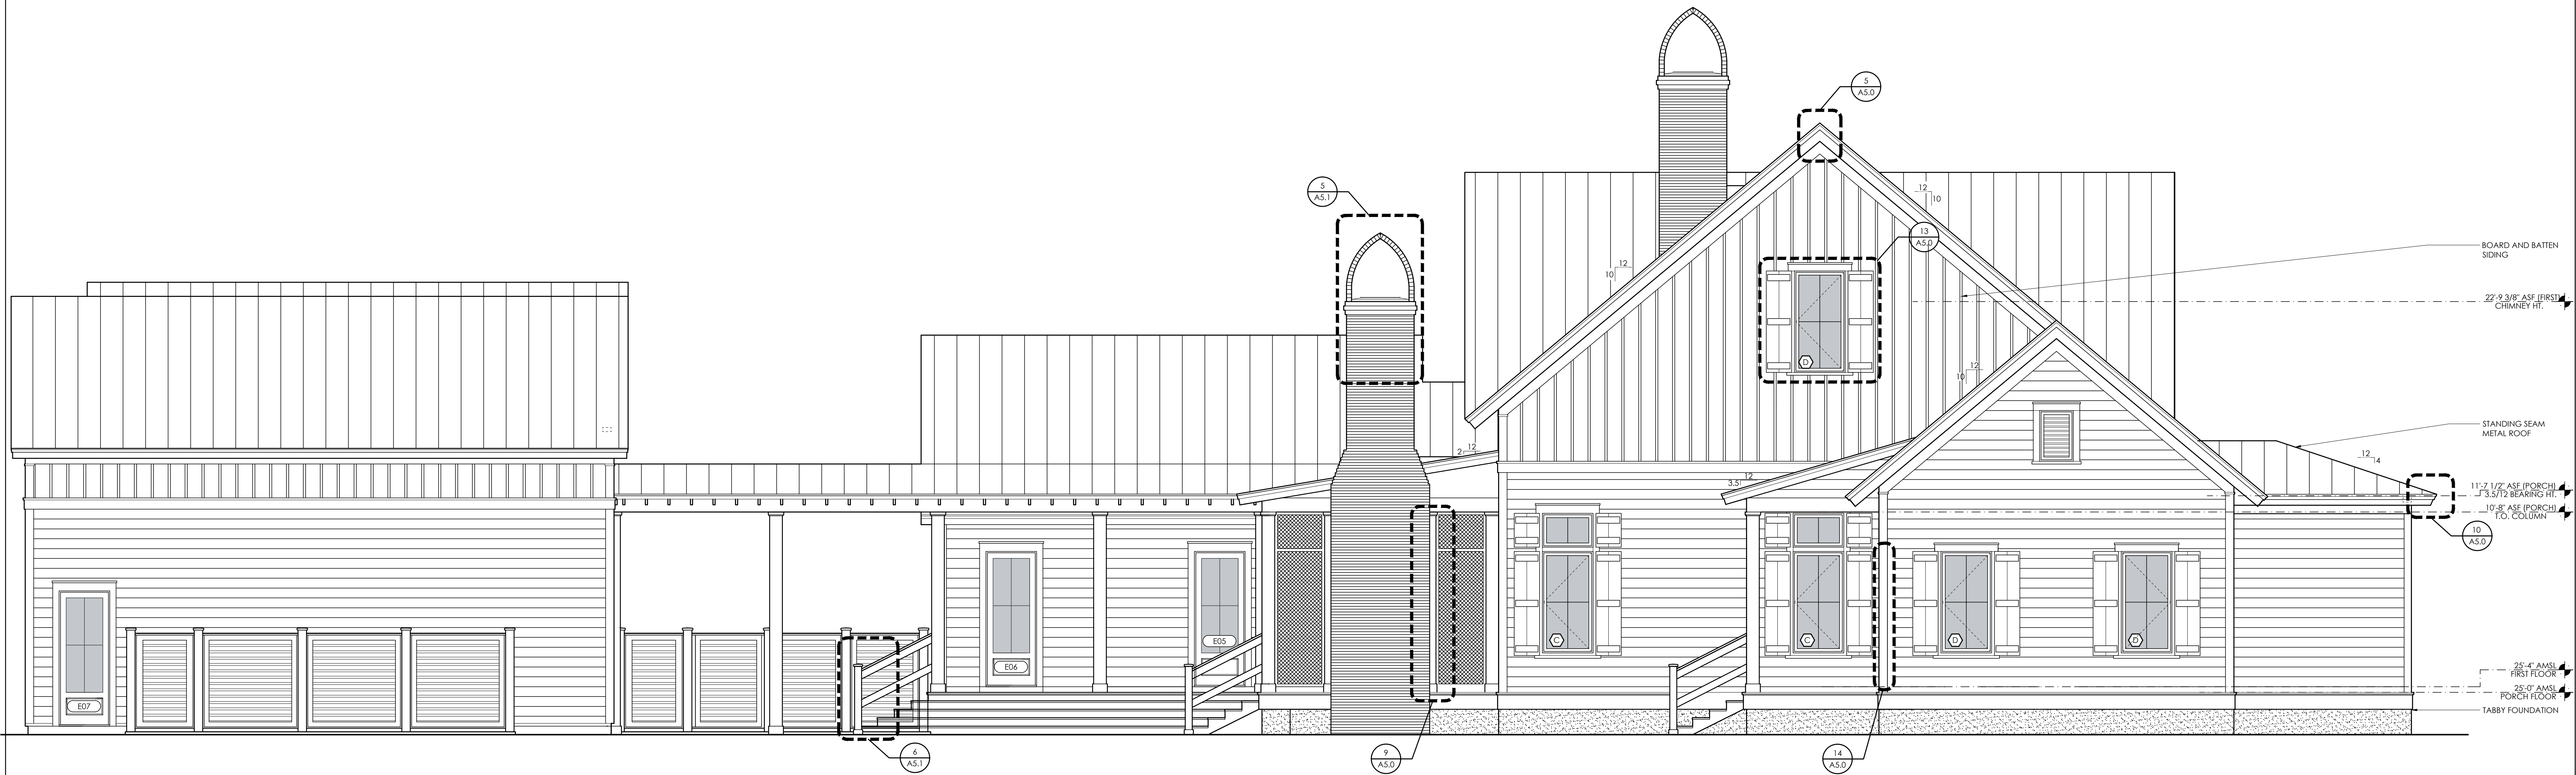 5
A5.0
5
A5.1
12
10
13
A5.0
12
10
BOARD AND BATTEN
SIDING
22'-9 3/8" ASF (FIRST)
CHIMNEY HT.
D
12
10
STANDING SEAM
METAL ROOF
12
2
12
4
12
3.5
11'-7 1/2" ASF (PORCH)
3.5/12 BEARING HT.
10'-8" ASF (PORCH)
T.O. COLUMN
10
A5.0
E05
C
C
D
D
E06
25'-4" AMSL
FIRST FLOOR
25'-0" AMSL
PORCH FLOOR
E07
TABBY FOUNDATION
6
A5.1
9
A5.0
14
A5.0